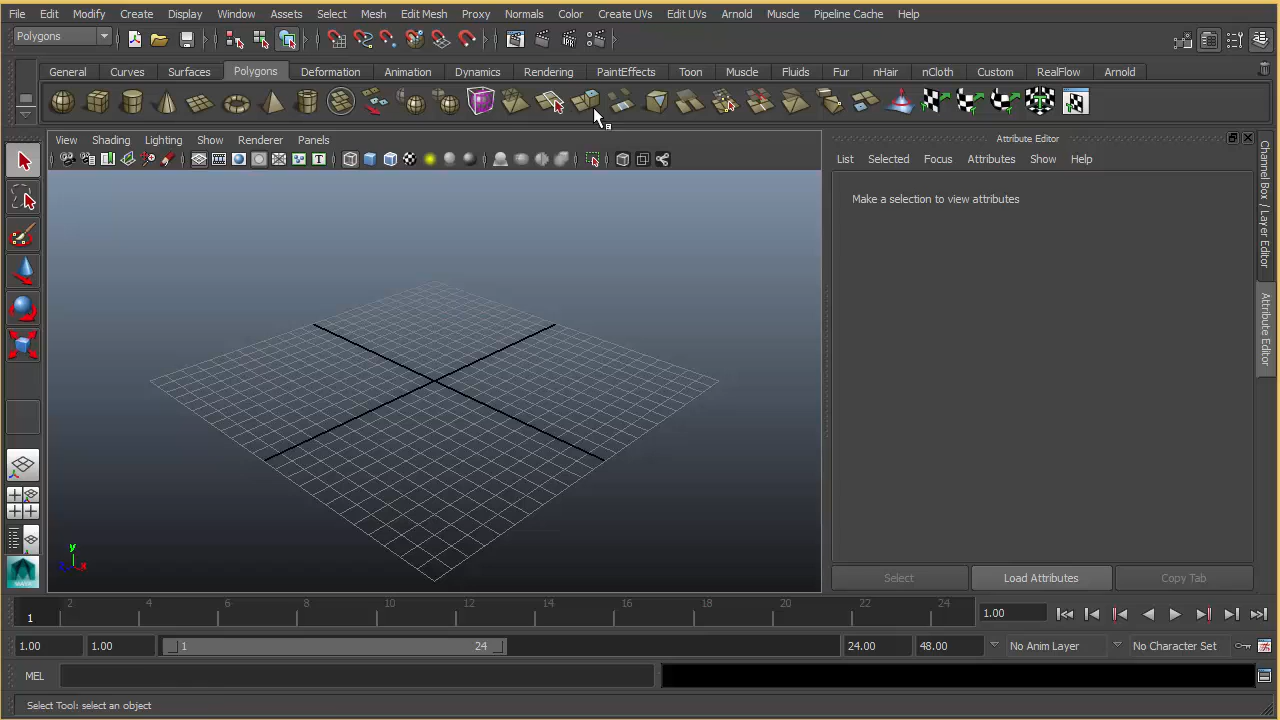 File Edit Modify Create Display Window Assets Select Mesh Edit Mesh Proxy Normals Color Create UVs Edit UVs Arnold Muscle Pipeline Cache Help
Polygons
General Curves Surfaces Polygons Deformation Animation Dynamics Rendering PaintEffects Toon Muscle Fluids Fur nHair nCloth Custom RealFlow Arnold
View Shading Lighting Show Renderer Panels
Attribute Editor
List Selected Focus Attributes Show Help
Make a selection to view attributes
Channel Box / Layer Editor
Attribute Editor
y
x
Select Load Attributes Copy Tab
2 4 6 8 10 12 14 16 18 20 22 24
1
1.00
1.00 1.00 1 24 24.00 48.00 No Anim Layer No Character Set
MEL
Select Tool: select an object